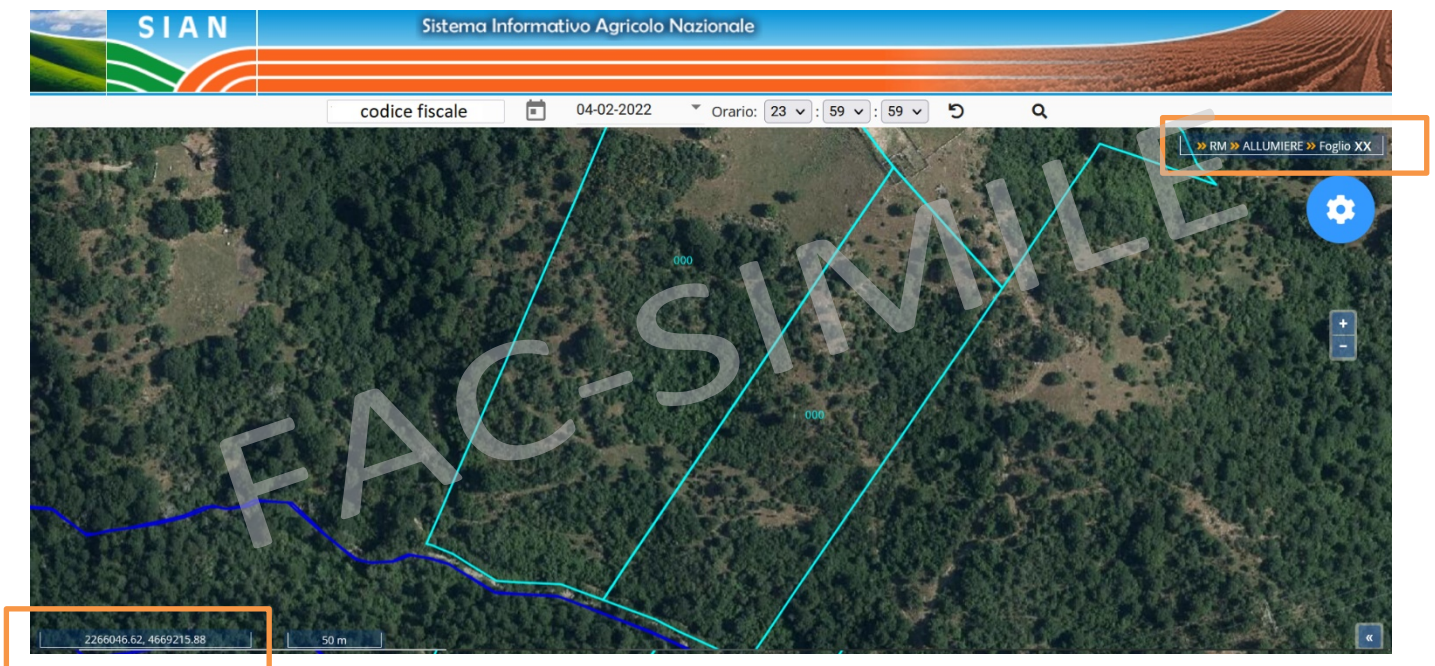 SIAN
Sistema Informativo Agricolo Nazionale
codice fiscale 04-02-2022 Orario: 23 : 59 : 59
» RM » ALLUMIERE » Foglio XX
000
FAC-SIMILE
+
−
000
2266046.62, 4669215.88 50 m «